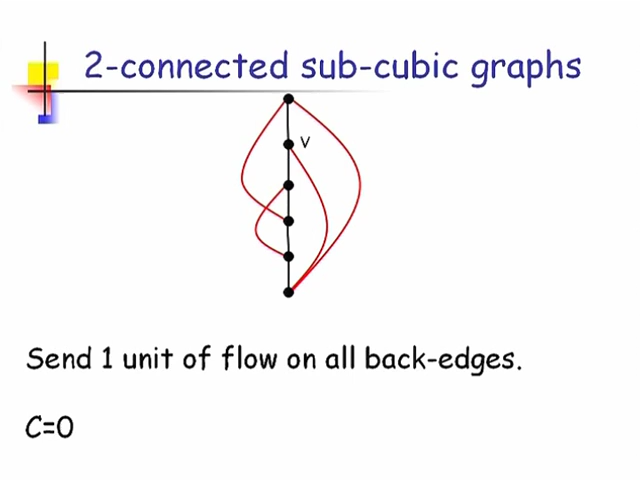 2-connected sub-cubic graphs
v
Send 1 unit of flow on all back-edges.
C=0